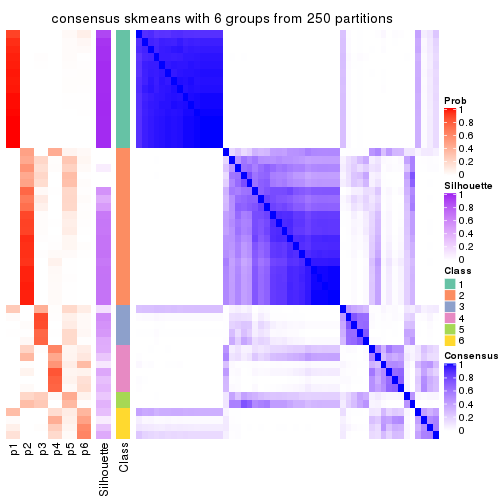 consensus skmeans with 6 groups from 250 partitions
Prob
1
0.8
0.6
0.4
0.2
0
Silhouette
1
0.8
0.6
0.4
0.2
0
Class
1
2
3
4
5
6
Consensus
1
0.8
0.6
0.4
0.2
0
p1
p2
p3
p4
p5
p6
Silhouette
Class